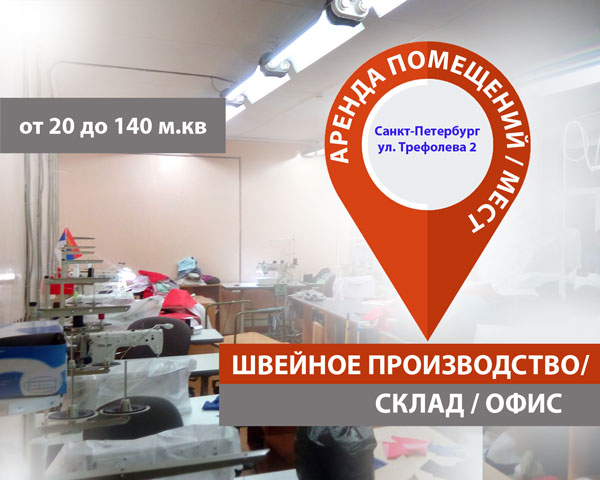 от 20 до 140 м.кв
АРЕНДА ПОМЕЩЕНИЙ / МЕСТ
Санкт-Петербург
ул. Трефолева 2
ШВЕЙНОЕ ПРОИЗВОДСТВО/
СКЛАД / ОФИС